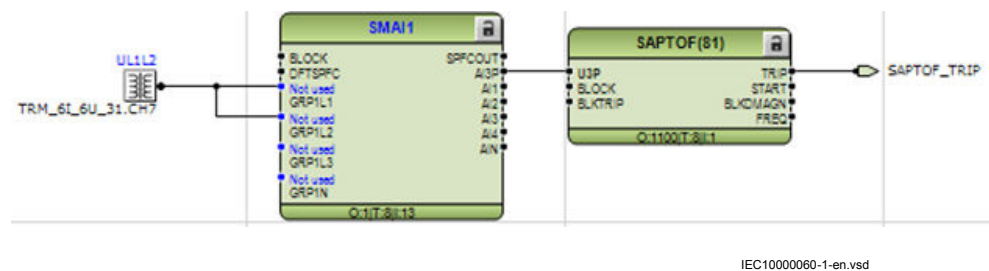 UL1L2
TRM_6I_6U_31.CH7
SMAI1
BLOCK
DFTSPFC
Not used
GRP1L1
Not used
GRP1L2
Not used
GRP1L3
Not used
GRP1N
SPFCOUT
AI3P
AI1
AI2
AI3
AI4
AIN
O:1|T:8|I:13
SAPTOF(81)
U3P
BLOCK
BLKTRIP
TRIP
START
BLKDMAGN
FREQ
O:1100|T:8|I:1
SAPTOF_TRIP
IEC10000060-1-en.vsd